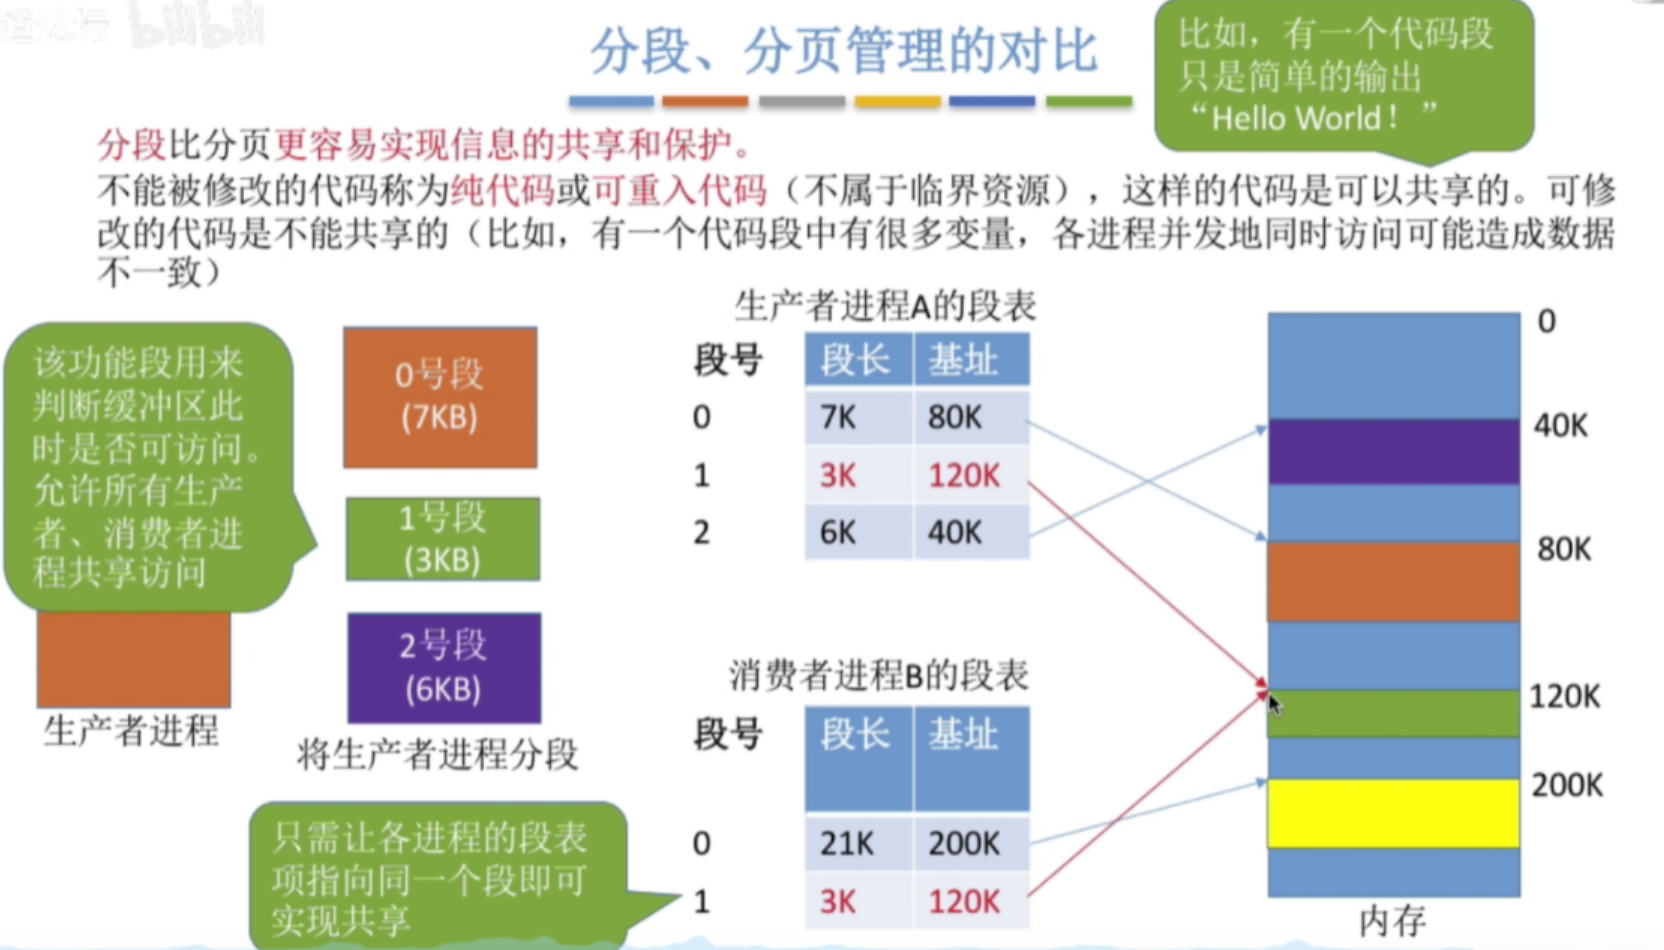 分段、分页管理的对比
比如，有一个代码段
只是简单的输出
“Hello World！”
分段比分页更容易实现信息的共享和保护。
不能被修改的代码称为纯代码或可重入代码（不属于临界资源），这样的代码是可以共享的。可修
改的代码是不能共享的（比如，有一个代码段中有很多变量，各进程并发地同时访问可能造成数据
不一致）
该功能段用来
判断缓冲区此
时是否可访问。
允许所有生产
者、消费者进
程共享访问
生产者进程
0号段
(7KB)
1号段
(3KB)
2号段
(6KB)
将生产者进程分段
生产者进程A的段表
段号 段长 基址
0 7K 80K
1 3K 120K
2 6K 40K
消费者进程B的段表
段号 段长 基址
0 21K 200K
1 3K 120K
只需让各进程的段表
项指向同一个段即可
实现共享
0
40K
80K
120K
200K
内存